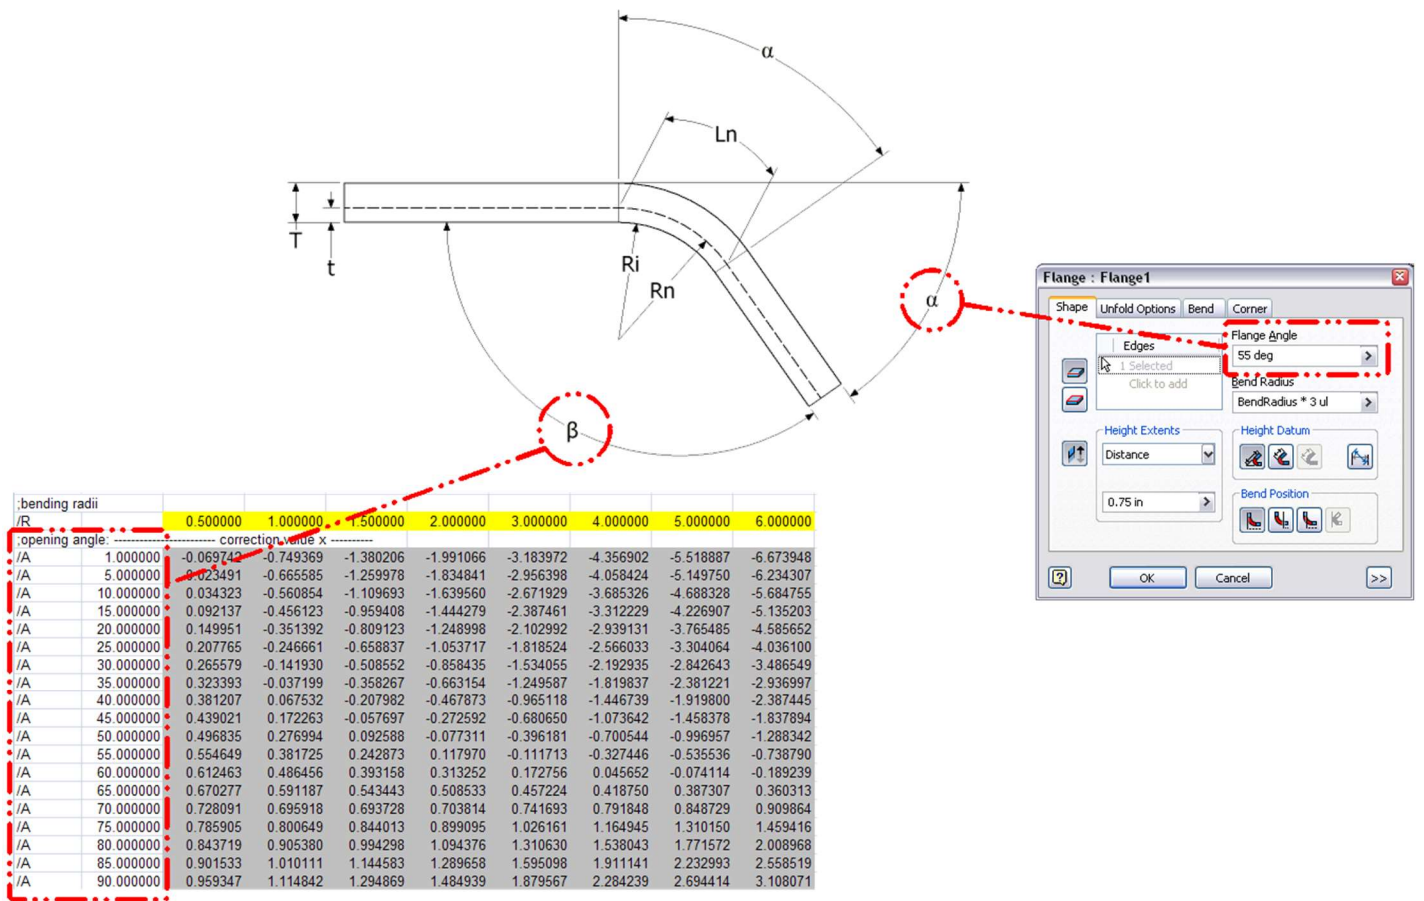 α
Ln
T
t
Ri
Rn
α
β
Flange : Flange1
Shape Unfold Options Bend Corner
Edges
1 Selected
Click to add
Flange Angle
55 deg
Bend Radius
BendRadius * 3 ul
Height Extents
Distance
0.75 in
Height Datum
Bend Position
? OK Cancel >>
;bending radii
/R 0.500000 1.000000 1.500000 2.000000 3.000000 4.000000 5.000000 6.000000
;opening angle: ---------------------- correction value x ----------
/A 1.000000 -0.069742 -0.749369 -1.380206 -1.991066 -3.183972 -4.356902 -5.518887 -6.673948
/A 5.000000 -0.023491 -0.665585 -1.259978 -1.834841 -2.956398 -4.058424 -5.149750 -6.234307
/A 10.000000 0.034323 -0.560854 -1.109693 -1.639560 -2.671929 -3.685326 -4.688328 -5.684755
/A 15.000000 0.092137 -0.456123 -0.959408 -1.444279 -2.387461 -3.312229 -4.226907 -5.135203
/A 20.000000 0.149951 -0.351392 -0.809123 -1.248998 -2.102992 -2.939131 -3.765485 -4.585652
/A 25.000000 0.207765 -0.246661 -0.658837 -1.053717 -1.818524 -2.566033 -3.304064 -4.036100
/A 30.000000 0.265579 -0.141930 -0.508552 -0.858435 -1.534055 -2.192935 -2.842643 -3.486549
/A 35.000000 0.323393 -0.037199 -0.358267 -0.663154 -1.249587 -1.819837 -2.381221 -2.936997
/A 40.000000 0.381207 0.067532 -0.207982 -0.467873 -0.965118 -1.446739 -1.919800 -2.387445
/A 45.000000 0.439021 0.172263 -0.057697 -0.272592 -0.680650 -1.073642 -1.458378 -1.837894
/A 50.000000 0.496835 0.276994 0.092588 -0.077311 -0.396181 -0.700544 -0.996957 -1.288342
/A 55.000000 0.554649 0.381725 0.242873 0.117970 -0.111713 -0.327446 -0.535536 -0.738790
/A 60.000000 0.612463 0.486456 0.393158 0.313252 0.172756 0.045652 -0.074114 -0.189239
/A 65.000000 0.670277 0.591187 0.543443 0.508533 0.457224 0.418750 0.387307 0.360313
/A 70.000000 0.728091 0.695918 0.693728 0.703814 0.741693 0.791848 0.848729 0.909864
/A 75.000000 0.785905 0.800649 0.844013 0.899095 1.026161 1.164945 1.310150 1.459416
/A 80.000000 0.843719 0.905380 0.994298 1.094376 1.310630 1.538043 1.771572 2.008968
/A 85.000000 0.901533 1.010111 1.144583 1.289658 1.595098 1.911141 2.232993 2.558519
/A 90.000000 0.959347 1.114842 1.294869 1.484939 1.879567 2.284239 2.694414 3.108071